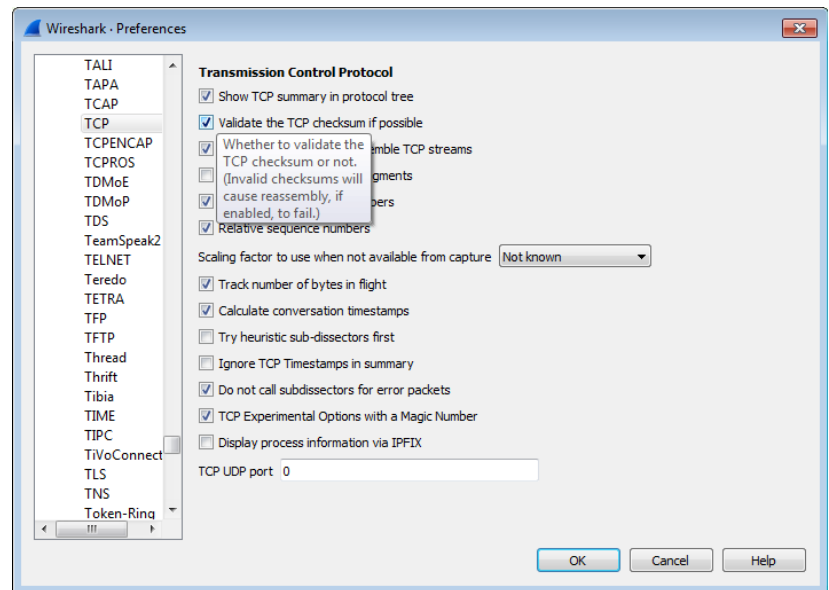 Wireshark · Preferences
TALI
TAPA
TCAP
TCP
TCPENCAP
TCPROS
TDMoE
TDMoP
TDS
TeamSpeak2
TELNET
Teredo
TETRA
TFP
TFTP
Thread
Thrift
Tibia
TIME
TIPC
TiVoConnect
TLS
TNS
Token-Ring
Transmission Control Protocol
Show TCP summary in protocol tree
Validate the TCP checksum if possible
Whether to validate the
TCP checksum or not.
(Invalid checksums will
cause reassembly, if
enabled, to fail.)
TCP streams
Relative sequence numbers
Scaling factor to use when not available from capture Not known
Track number of bytes in flight
Calculate conversation timestamps
Try heuristic sub-dissectors first
Ignore TCP Timestamps in summary
Do not call subdissectors for error packets
TCP Experimental Options with a Magic Number
Display process information via IPFIX
TCP UDP port 0
OK Cancel Help